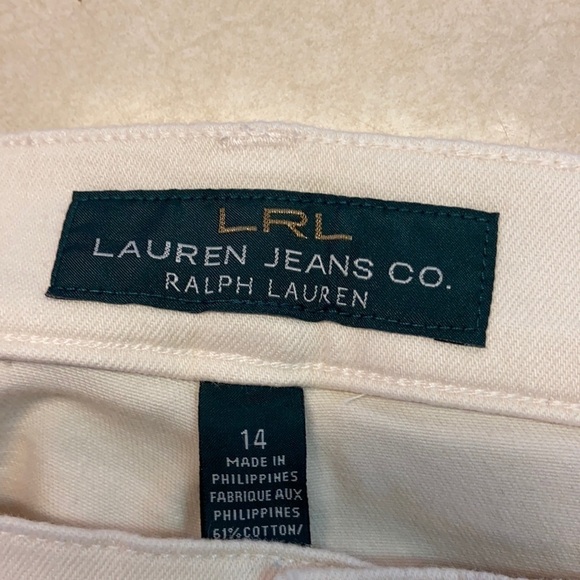 LRL
LAUREN JEANS CO.
RALPH LAUREN
14
MADE IN
PHILIPPINES
FABRIQUE AUX
PHILIPPINES
61% COTTON/